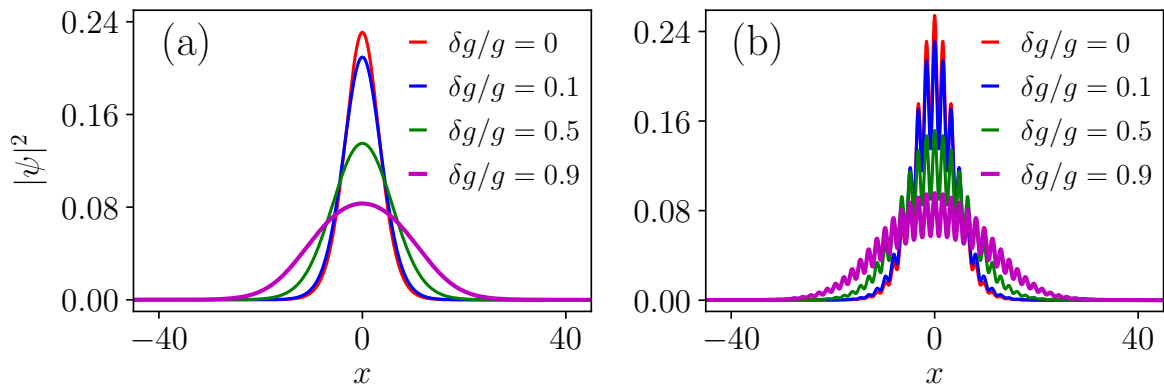 |ψ|²
0.24
0.16
0.08
0.00
(a)
δg/g = 0
δg/g = 0.1
δg/g = 0.5
δg/g = 0.9
−40
0
40
x
0.24
0.16
0.08
0.00
(b)
δg/g = 0
δg/g = 0.1
δg/g = 0.5
δg/g = 0.9
−40
0
40
x